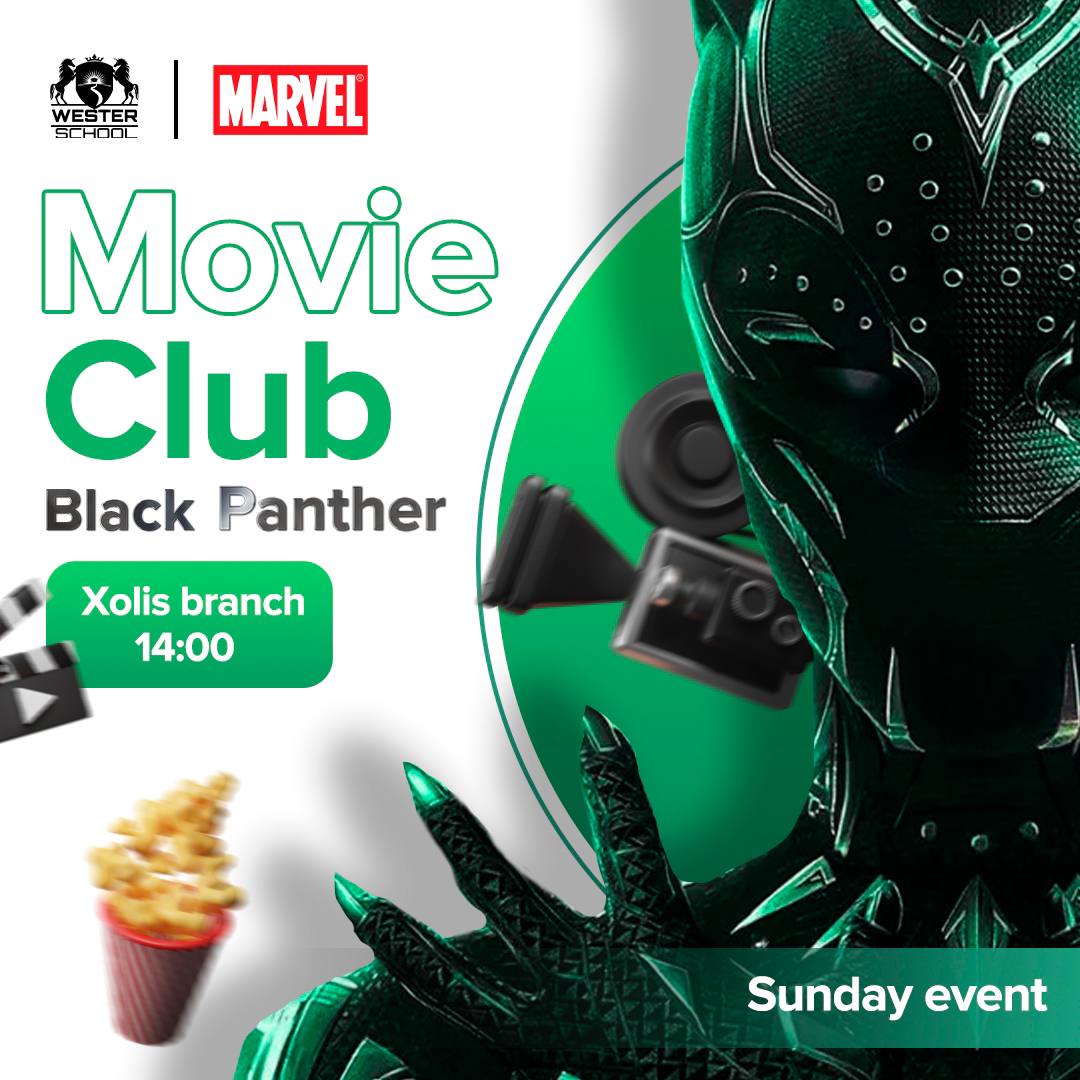 WESTER
SCHOOL
MARVEL
Movie
Club
Black Panther
Xolis branch
14:00
Sunday event